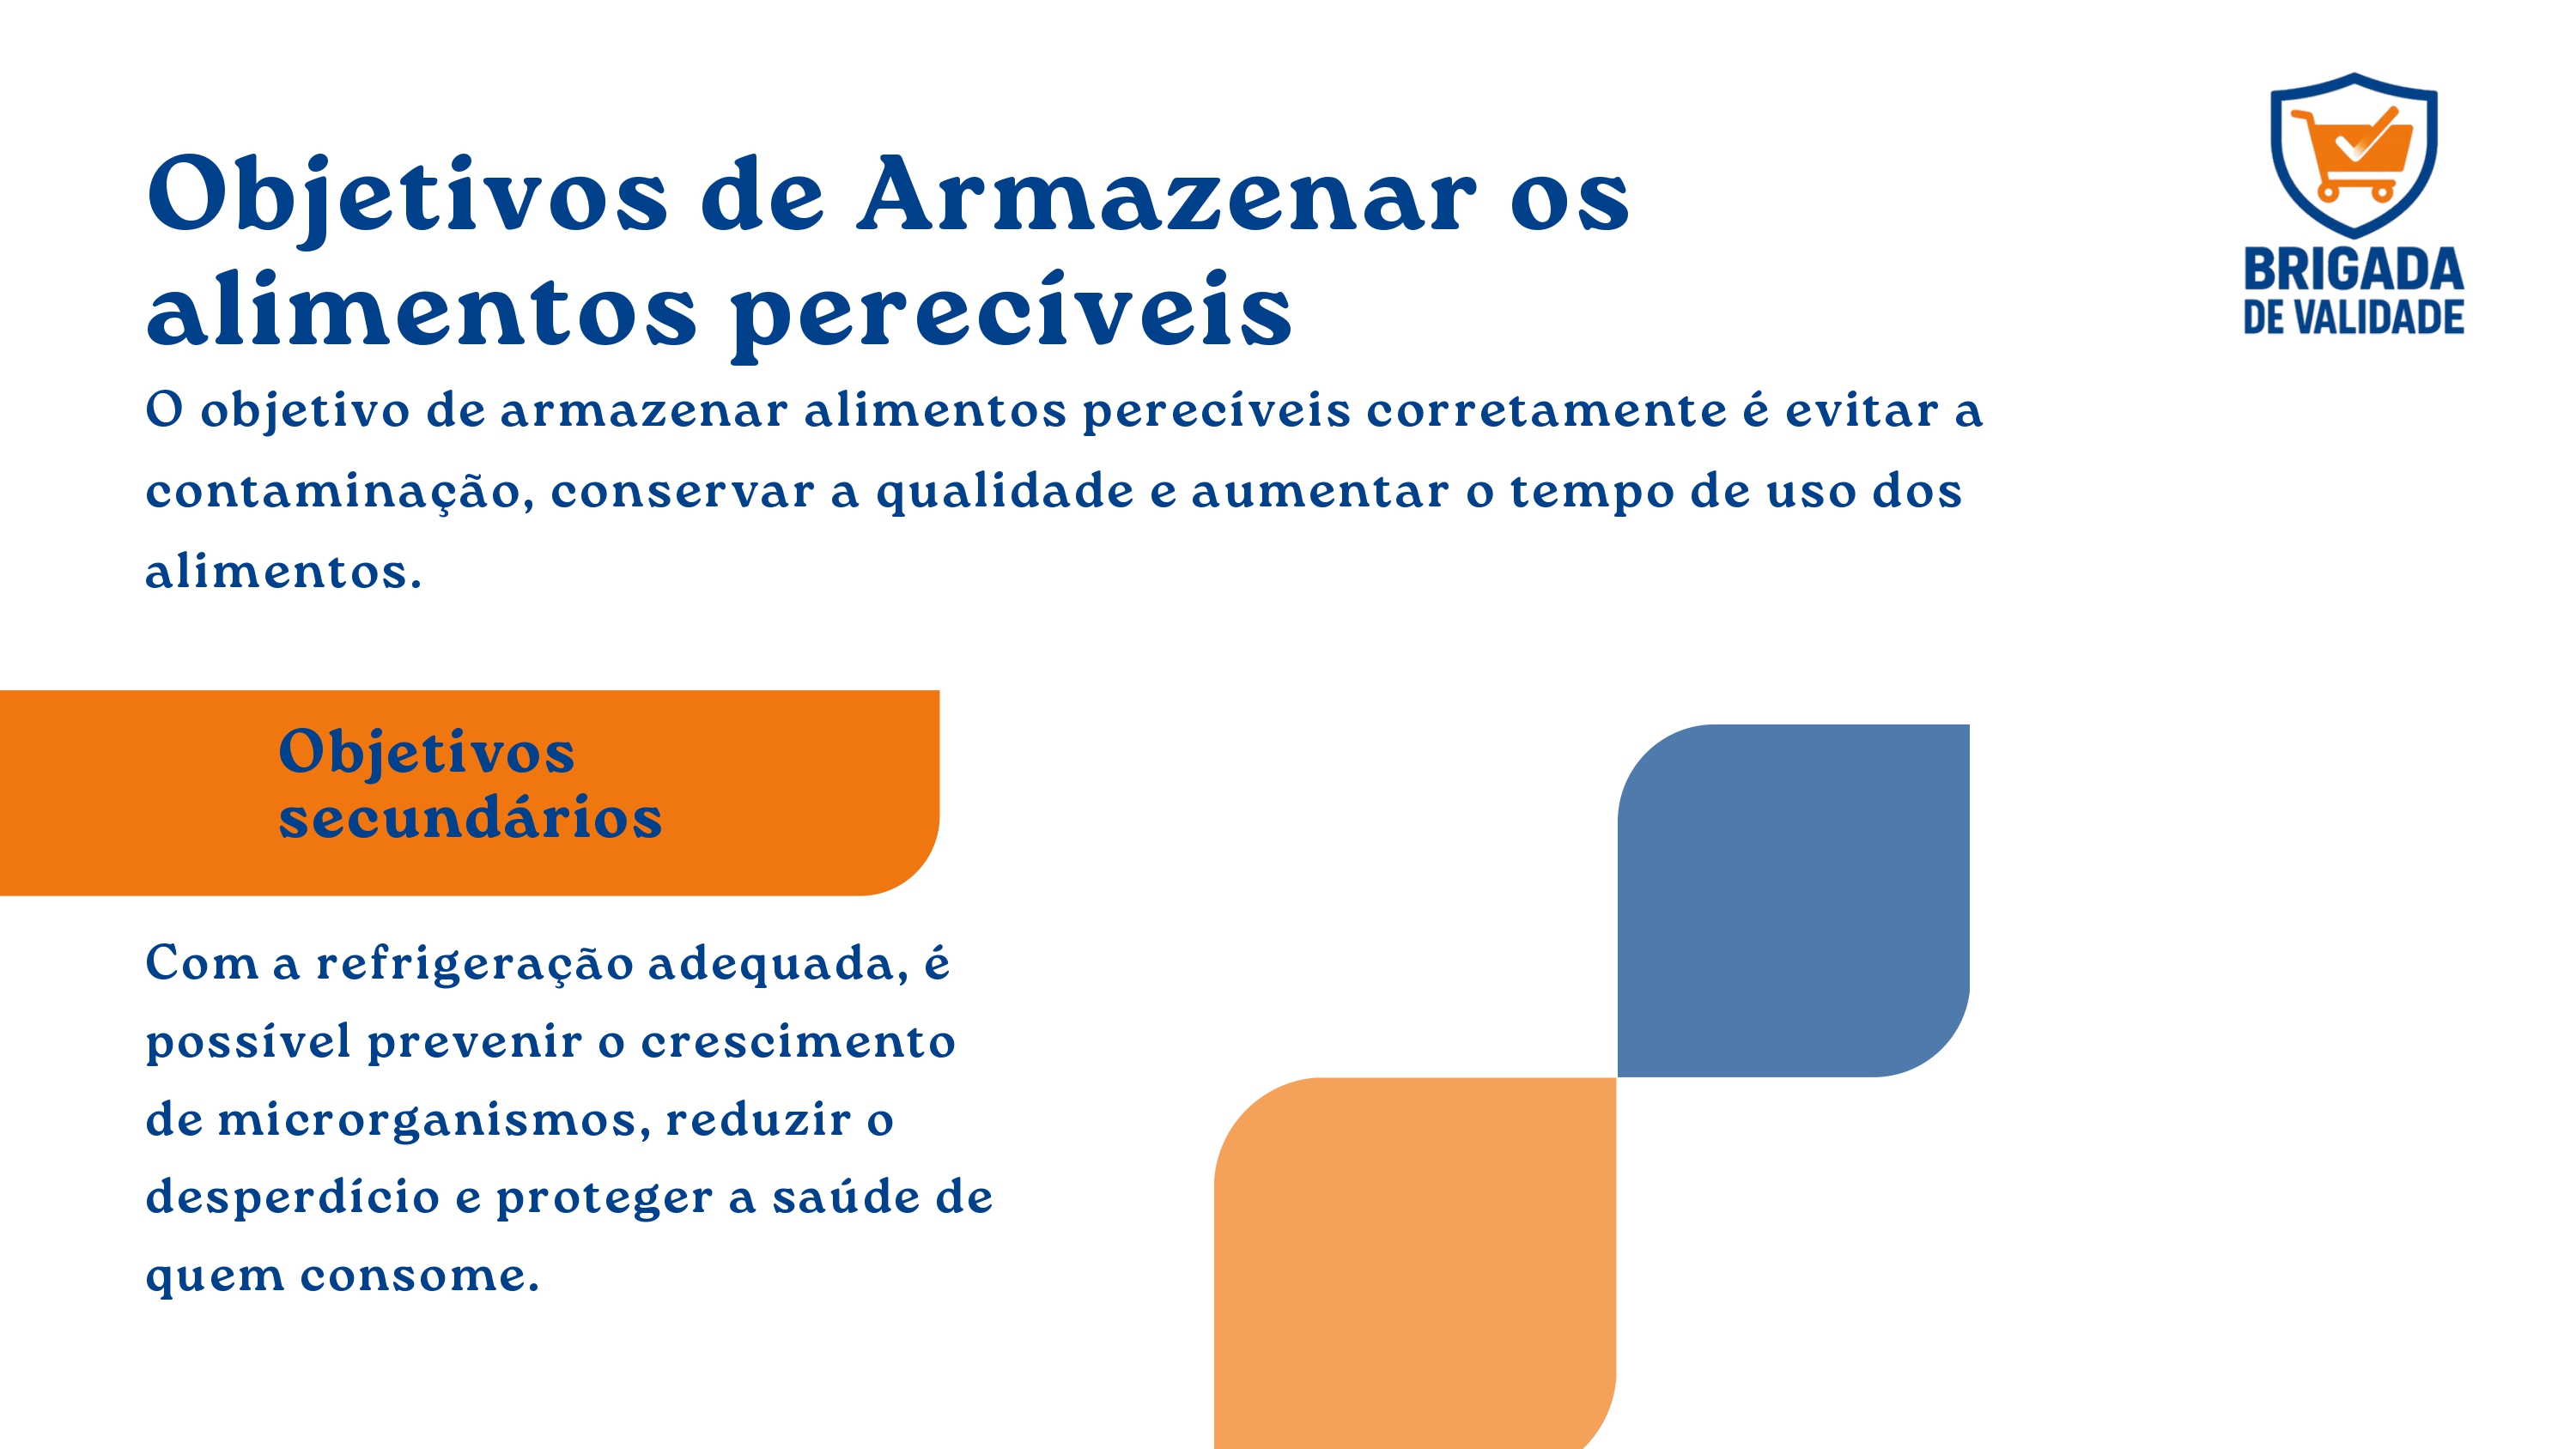 Objetivos de Armazenar os
alimentos perecíveis
BRIGADA
DE VALIDADE
O objetivo de armazenar alimentos perecíveis corretamente é evitar a
contaminação, conservar a qualidade e aumentar o tempo de uso dos
alimentos.
Objetivos
secundários
Com a refrigeração adequada, é
possível prevenir o crescimento
de microrganismos, reduzir o
desperdício e proteger a saúde de
quem consome.